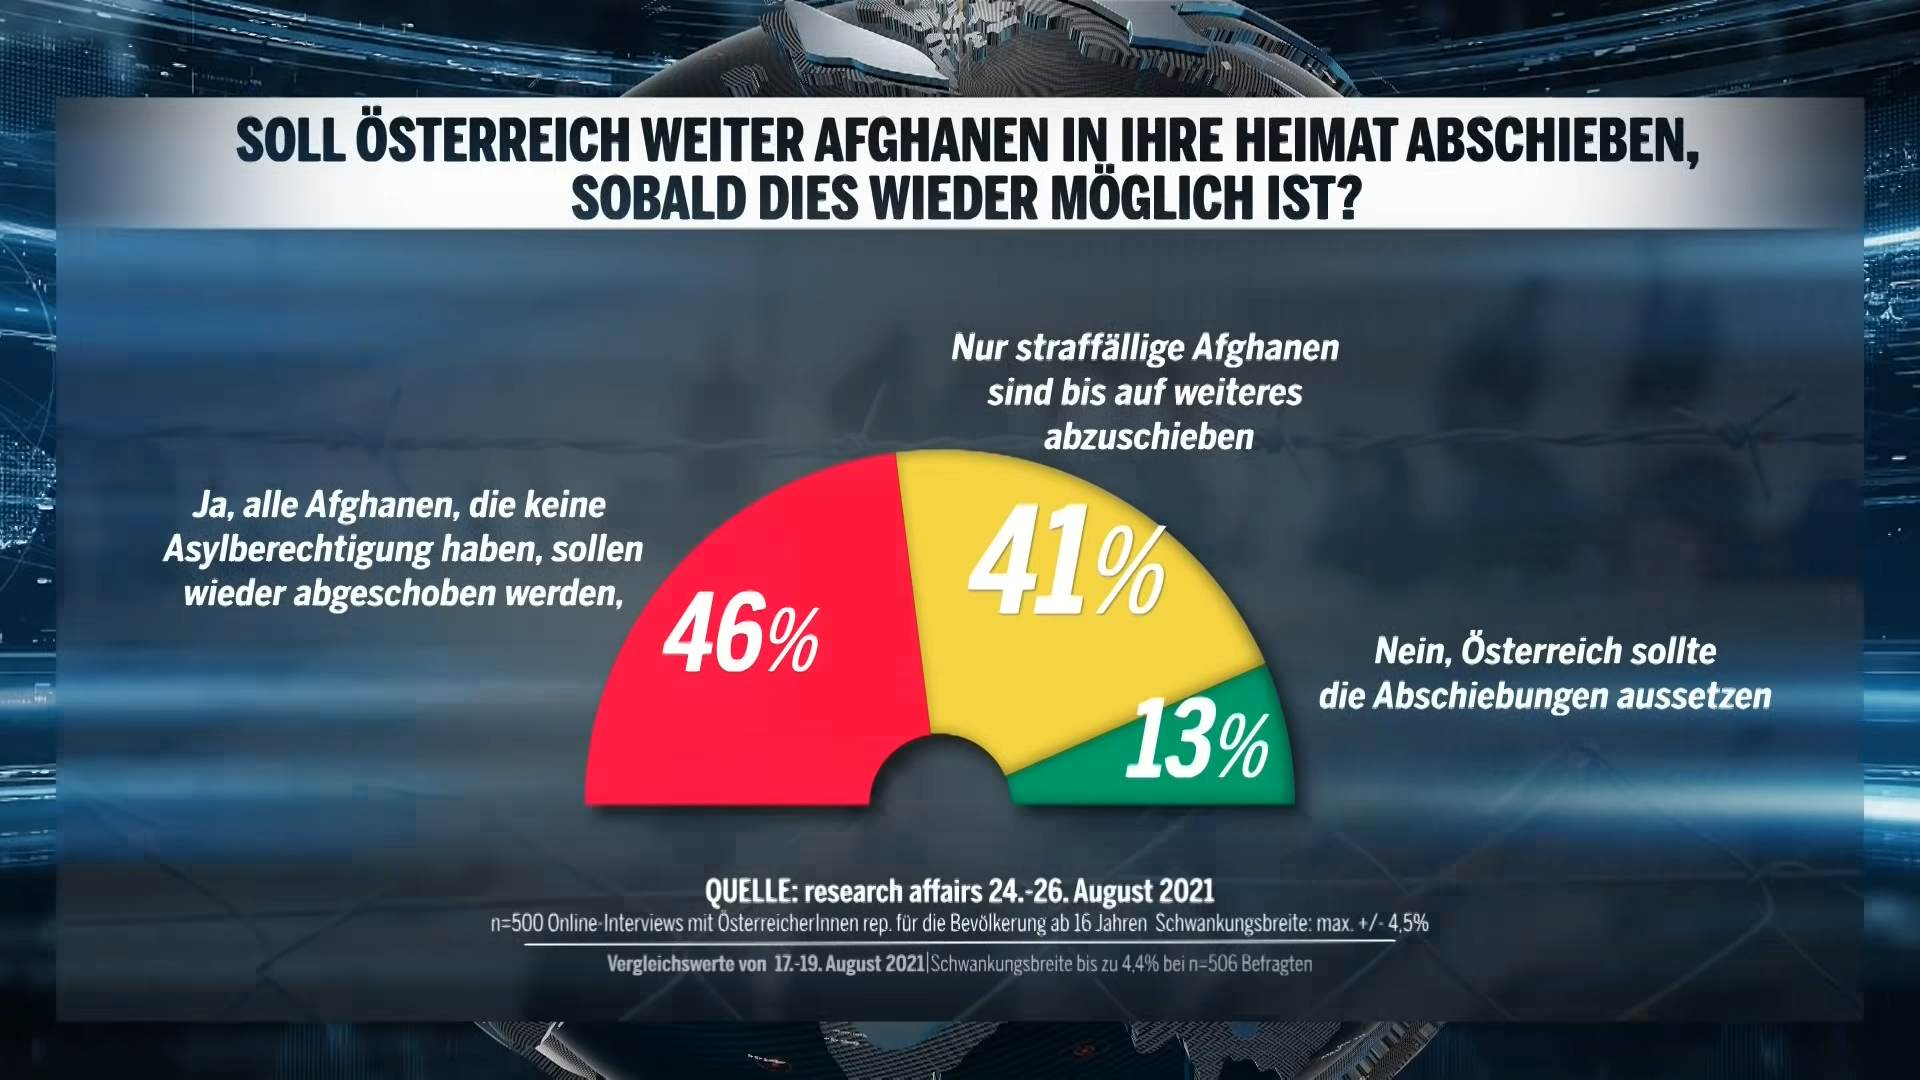 SOLL ÖSTERREICH WEITER AFGHANEN IN IHRE HEIMAT ABSCHIEBEN,
SOBALD DIES WIEDER MÖGLICH IST?
Nur straffällige Afghanen
sind bis auf weiteres
abzuschieben
Ja, alle Afghanen, die keine
Asylberechtigung haben, sollen
wieder abgeschoben werden,
41%
46%
Nein, Österreich sollte
die Abschiebungen aussetzen
13%
QUELLE: research affairs 24.-26. August 2021
n=500 Online-Interviews mit ÖsterreicherInnen rep. für die Bevölkerung ab 16 Jahren Schwankungsbreite: max. +/- 4,5%
Vergleichswerte von 17.-19. August 2021|Schwankungsbreite bis zu 4,4% bei n=506 Befragten